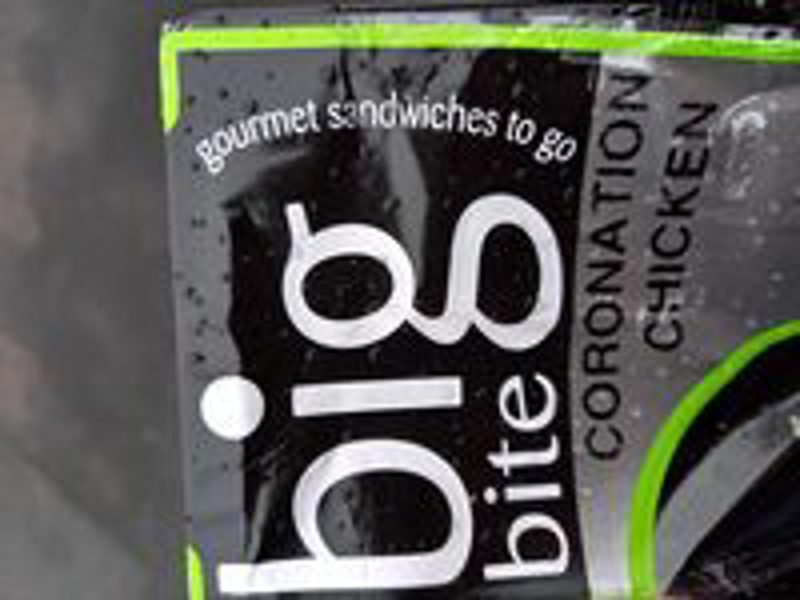 gourmet sandwiches to go
big
bite
CORONATION
CHICKEN